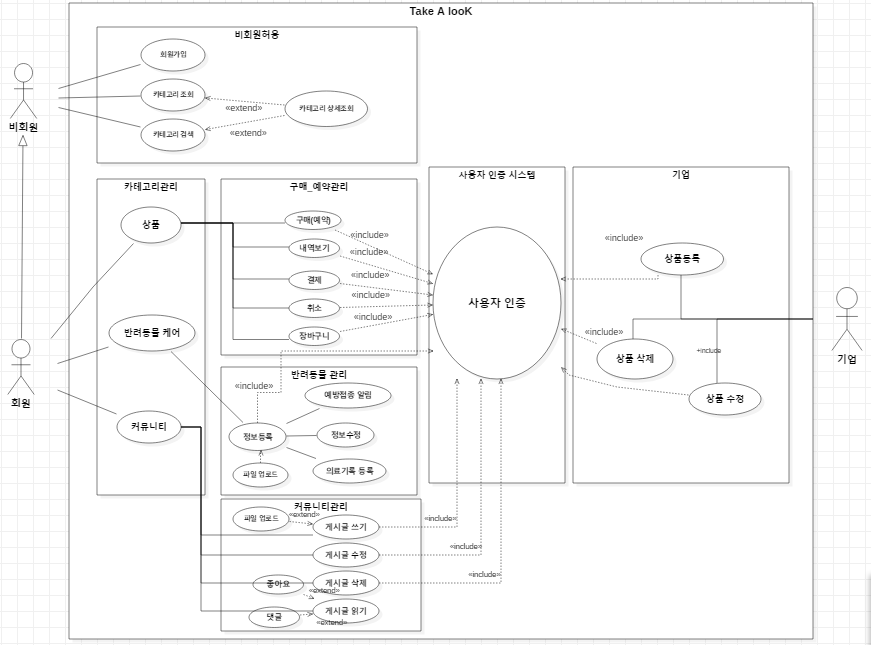 Take A looK
비회원허용
회원가입
카테고리 조회
«extend»
카테고리 상세조회
카테고리 검색
«extend»
비회원
카테고리관리
상품
반려동물 케어
커뮤니티
회원
구매_예약관리
구매(예약)
«include»
내역보기
«include»
결제
«include»
취소
«include»
장바구니
«include»
반려동물 관리
«include»
예방접종 알림
정보등록
정보수정
파일 업로드
의료기록 등록
커뮤니티관리
파일 업로드
«extend»
게시글 쓰기
«include»
게시글 수정
«include»
좋아요
게시글 삭제
«include»
«extend»
댓글
게시글 읽기
«extend»
사용자 인증 시스템
사용자 인증
기업
«include»
상품등록
«include»
상품 삭제
+include
상품 수정
기업